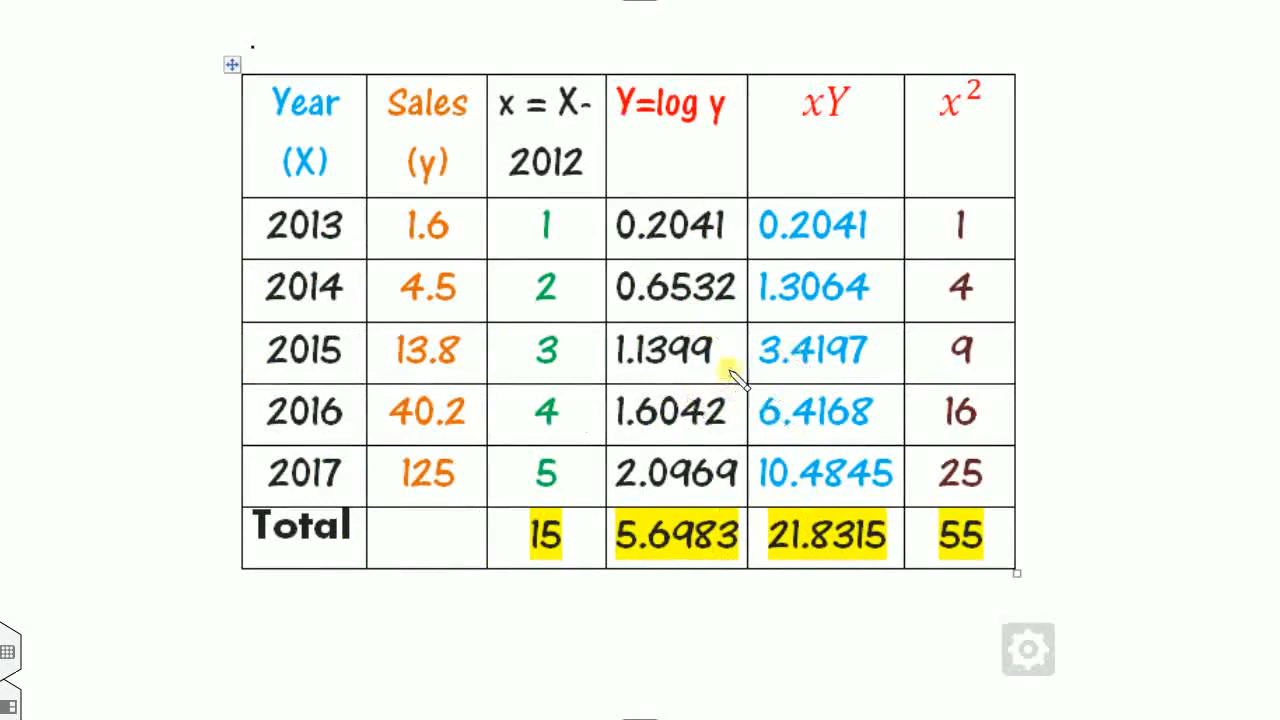 Year (X) Sales (y) x = X- 2012 Y=log y xY x²
2013 1.6 1 0.2041 0.2041 1
2014 4.5 2 0.6532 1.3064 4
2015 13.8 3 1.1399 3.4197 9
2016 40.2 4 1.6042 6.4168 16
2017 125 5 2.0969 10.4845 25
Total 15 5.6983 21.8315 55